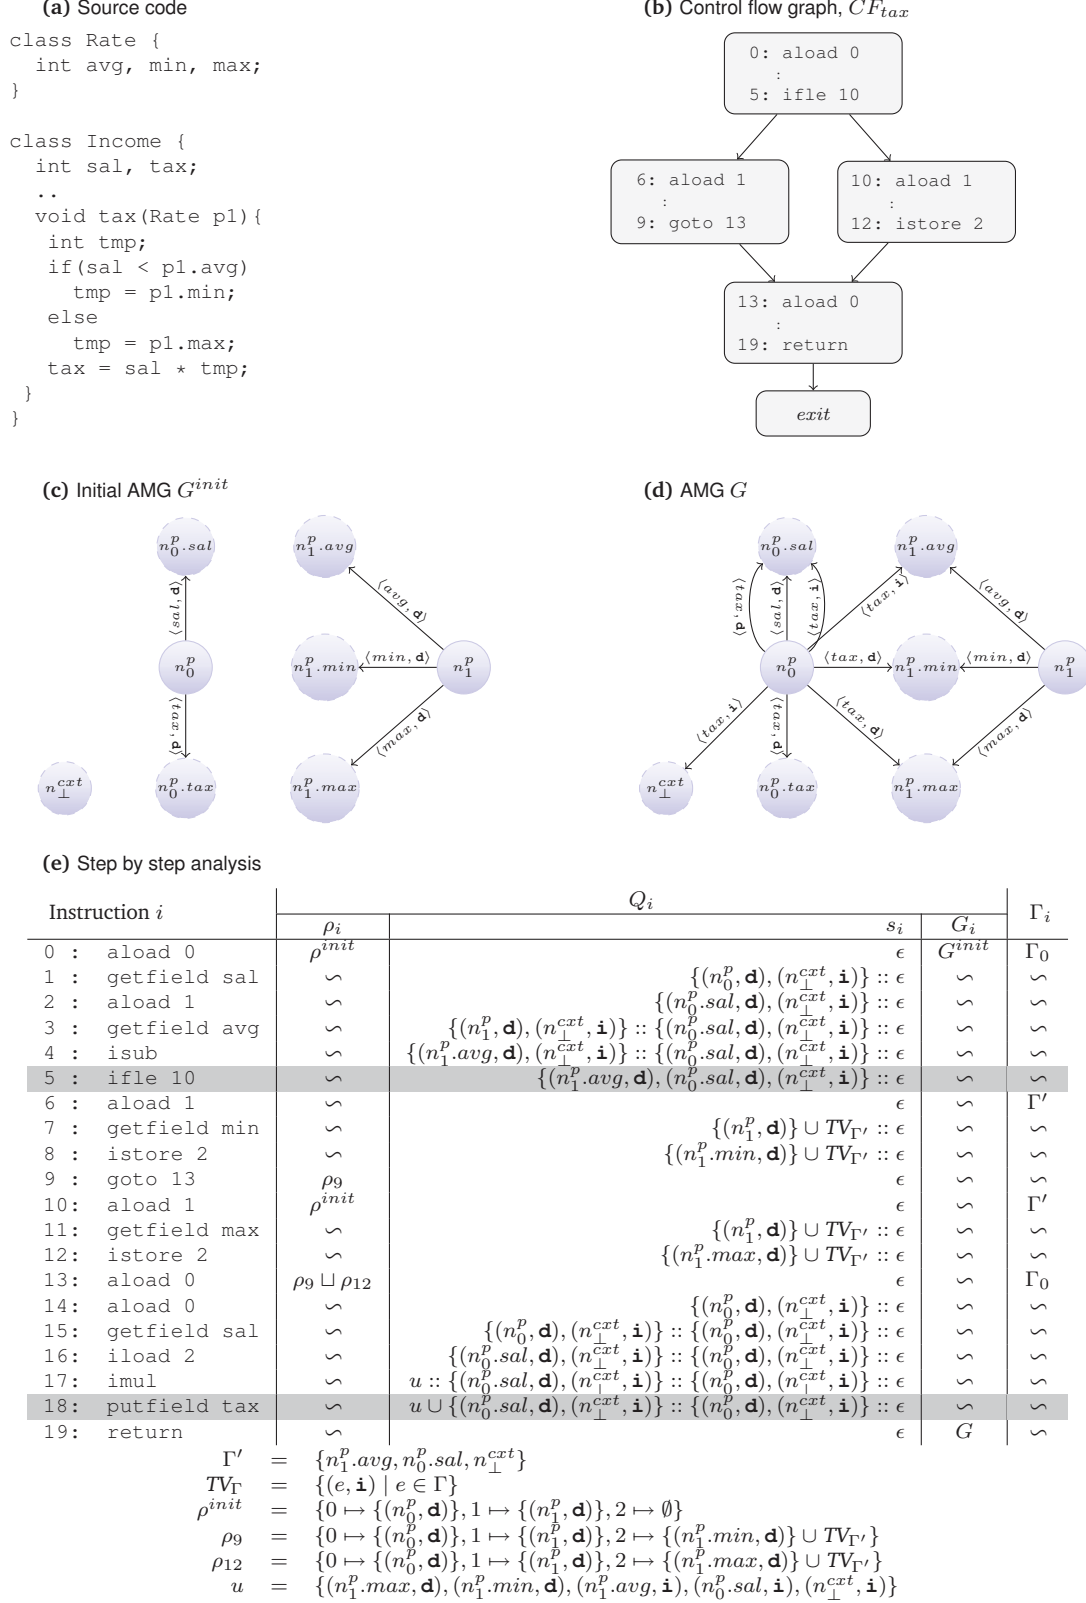 (a) Source code
class Rate {
int avg, min, max;
}
class Income {
int sal, tax;
..
void tax(Rate p1){
int tmp;
if(sal < p1.avg)
tmp = p1.min;
else
tmp = p1.max;
tax = sal * tmp;
}
}
(b) Control flow graph, CF_tax
0: aload 0
:
5: ifle 10
6: aload 1
:
9: goto 13
10: aload 1
:
12: istore 2
13: aload 0
:
19: return
exit
(c) Initial AMG G^init
n_0^p.sal
n_1^p.avg
⟨sal, d⟩
⟨avg, d⟩
n_0^p
n_1^p.min
⟨min, d⟩
n_1^p
⟨tax, d⟩
⟨max, d⟩
n_⊥^cxt
n_0^p.tax
n_1^p.max
(d) AMG G
n_0^p.sal
n_1^p.avg
⟨tax, d⟩
⟨sal, d⟩
⟨tax, i⟩
⟨tax, i⟩
⟨avg, d⟩
n_0^p
⟨tax, d⟩
n_1^p.min
⟨min, d⟩
n_1^p
⟨tax, i⟩
⟨tax, d⟩
⟨tax, d⟩
⟨max, d⟩
n_⊥^cxt
n_0^p.tax
n_1^p.max
(e) Step by step analysis
Instruction i Q_i Γ_i
ρ_i s_i G_i
0 : aload 0 ρ^init ϵ G^init Γ_0
1 : getfield sal ∽ {(n_0^p, d), (n_⊥^cxt, i)} :: ϵ ∽ ∽
2 : aload 1 ∽ {(n_0^p.sal, d), (n_⊥^cxt, i)} :: ϵ ∽ ∽
3 : getfield avg ∽ {(n_1^p, d), (n_⊥^cxt, i)} :: {(n_0^p.sal, d), (n_⊥^cxt, i)} :: ϵ ∽ ∽
4 : isub ∽ {(n_1^p.avg, d), (n_⊥^cxt, i)} :: {(n_0^p.sal, d), (n_⊥^cxt, i)} :: ϵ ∽ ∽
5 : ifle 10 ∽ {(n_1^p.avg, d), (n_0^p.sal, d), (n_⊥^cxt, i)} :: ϵ ∽ ∽
6 : aload 1 ∽ ϵ ∽ Γ′
7 : getfield min ∽ {(n_1^p, d)} ∪ TV_Γ′ :: ϵ ∽ ∽
8 : istore 2 ∽ {(n_1^p.min, d)} ∪ TV_Γ′ :: ϵ ∽ ∽
9 : goto 13 ρ_9 ϵ ∽ ∽
10: aload 1 ρ^init ϵ ∽ Γ′
11: getfield max ∽ {(n_1^p, d)} ∪ TV_Γ′ :: ϵ ∽ ∽
12: istore 2 ∽ {(n_1^p.max, d)} ∪ TV_Γ′ :: ϵ ∽ ∽
13: aload 0 ρ_9 ⊔ ρ_12 ϵ ∽ Γ_0
14: aload 0 ∽ {(n_0^p, d), (n_⊥^cxt, i)} :: ϵ ∽ ∽
15: getfield sal ∽ {(n_0^p, d), (n_⊥^cxt, i)} :: {(n_0^p, d), (n_⊥^cxt, i)} :: ϵ ∽ ∽
16: iload 2 ∽ {(n_0^p.sal, d), (n_⊥^cxt, i)} :: {(n_0^p, d), (n_⊥^cxt, i)} :: ϵ ∽ ∽
17: imul ∽ u :: {(n_0^p.sal, d), (n_⊥^cxt, i)} :: {(n_0^p, d), (n_⊥^cxt, i)} :: ϵ ∽ ∽
18: putfield tax ∽ u ∪ {(n_0^p.sal, d), (n_⊥^cxt, i)} :: {(n_0^p, d), (n_⊥^cxt, i)} :: ϵ ∽ ∽
19: return ∽ ϵ G ∽
Γ′ = {n_1^p.avg, n_0^p.sal, n_⊥^cxt}
TV_Γ = {(e, i) | e ∈ Γ}
ρ^init = {0 ↦ {(n_0^p, d)}, 1 ↦ {(n_1^p, d)}, 2 ↦ ∅}
ρ_9 = {0 ↦ {(n_0^p, d)}, 1 ↦ {(n_1^p, d)}, 2 ↦ {(n_1^p.min, d)} ∪ TV_Γ′}
ρ_12 = {0 ↦ {(n_0^p, d)}, 1 ↦ {(n_1^p, d)}, 2 ↦ {(n_1^p.max, d)} ∪ TV_Γ′}
u = {(n_1^p.max, d), (n_1^p.min, d), (n_1^p.avg, i), (n_0^p.sal, i), (n_⊥^cxt, i)}